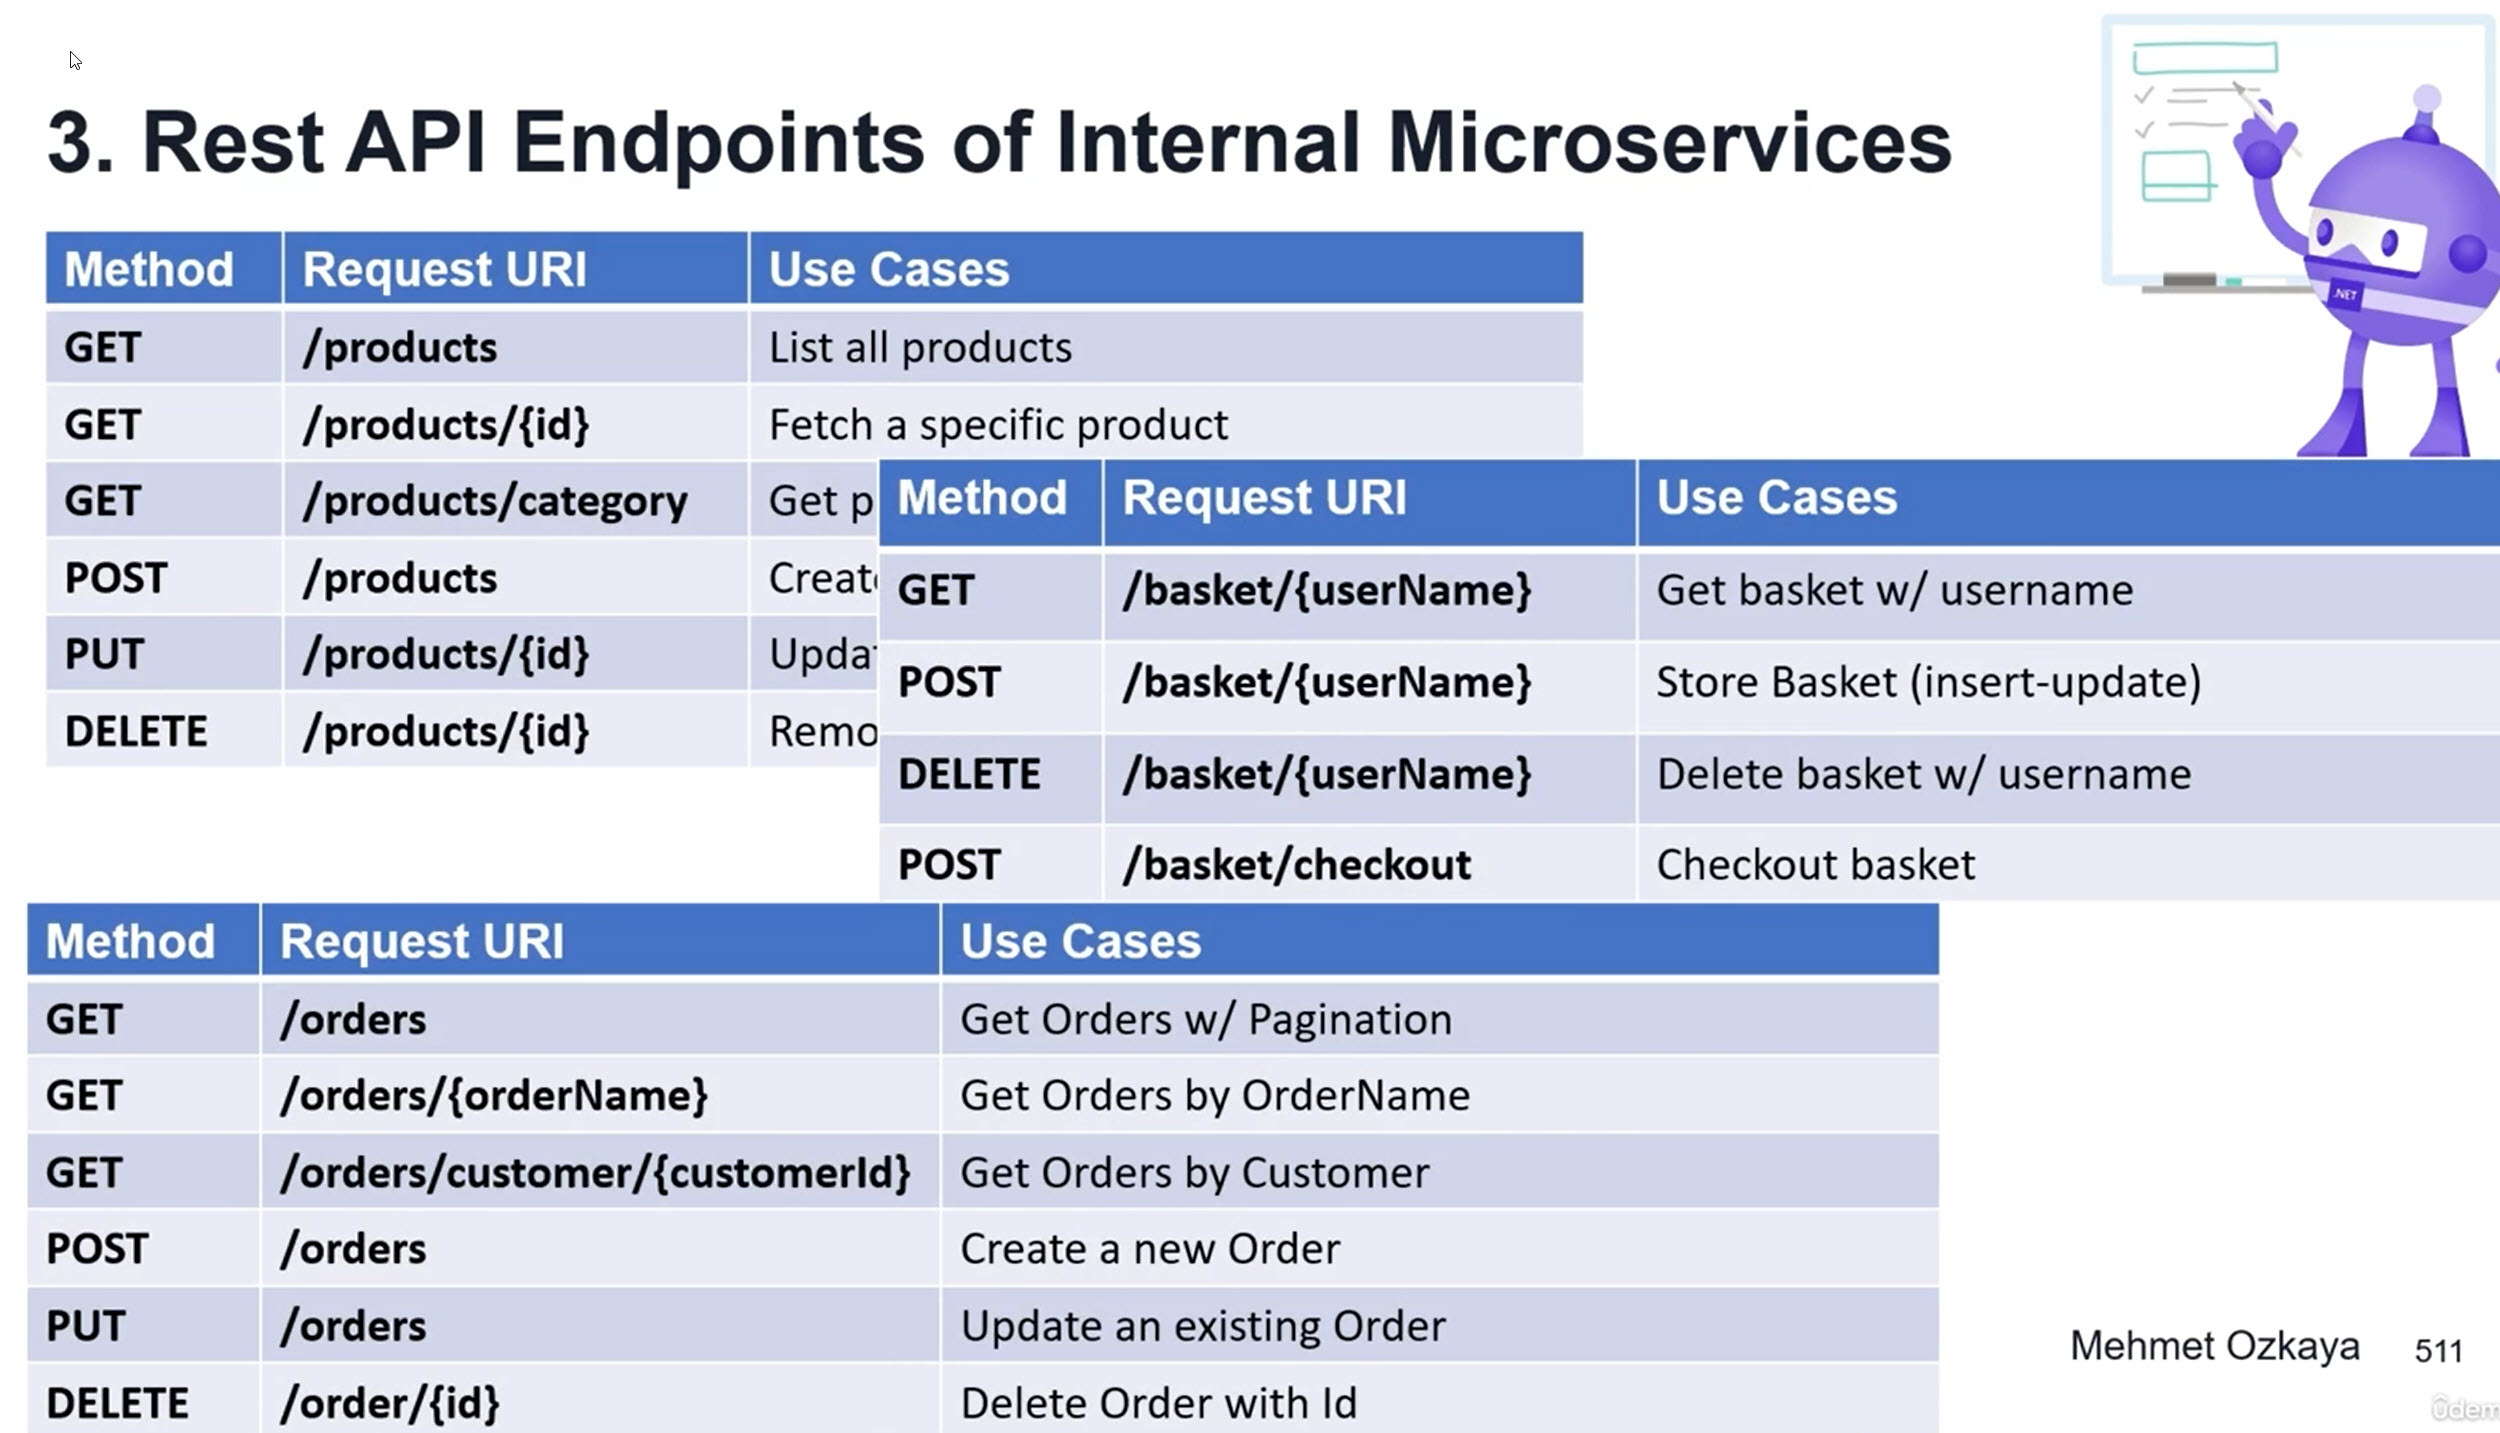 3. Rest API Endpoints of Internal Microservices
.NET
Method Request URI Use Cases
GET /products List all products
GET /products/{id} Fetch a specific product
GET /products/category Get p
POST /products Creat
PUT /products/{id} Upda
DELETE /products/{id} Remo
Method Request URI Use Cases
GET /basket/{userName} Get basket w/ username
POST /basket/{userName} Store Basket (insert-update)
DELETE /basket/{userName} Delete basket w/ username
POST /basket/checkout Checkout basket
Method Request URI Use Cases
GET /orders Get Orders w/ Pagination
GET /orders/{orderName} Get Orders by OrderName
GET /orders/customer/{customerId} Get Orders by Customer
POST /orders Create a new Order
PUT /orders Update an existing Order
DELETE /order/{id} Delete Order with Id
Mehmet Ozkaya 511
ûdem